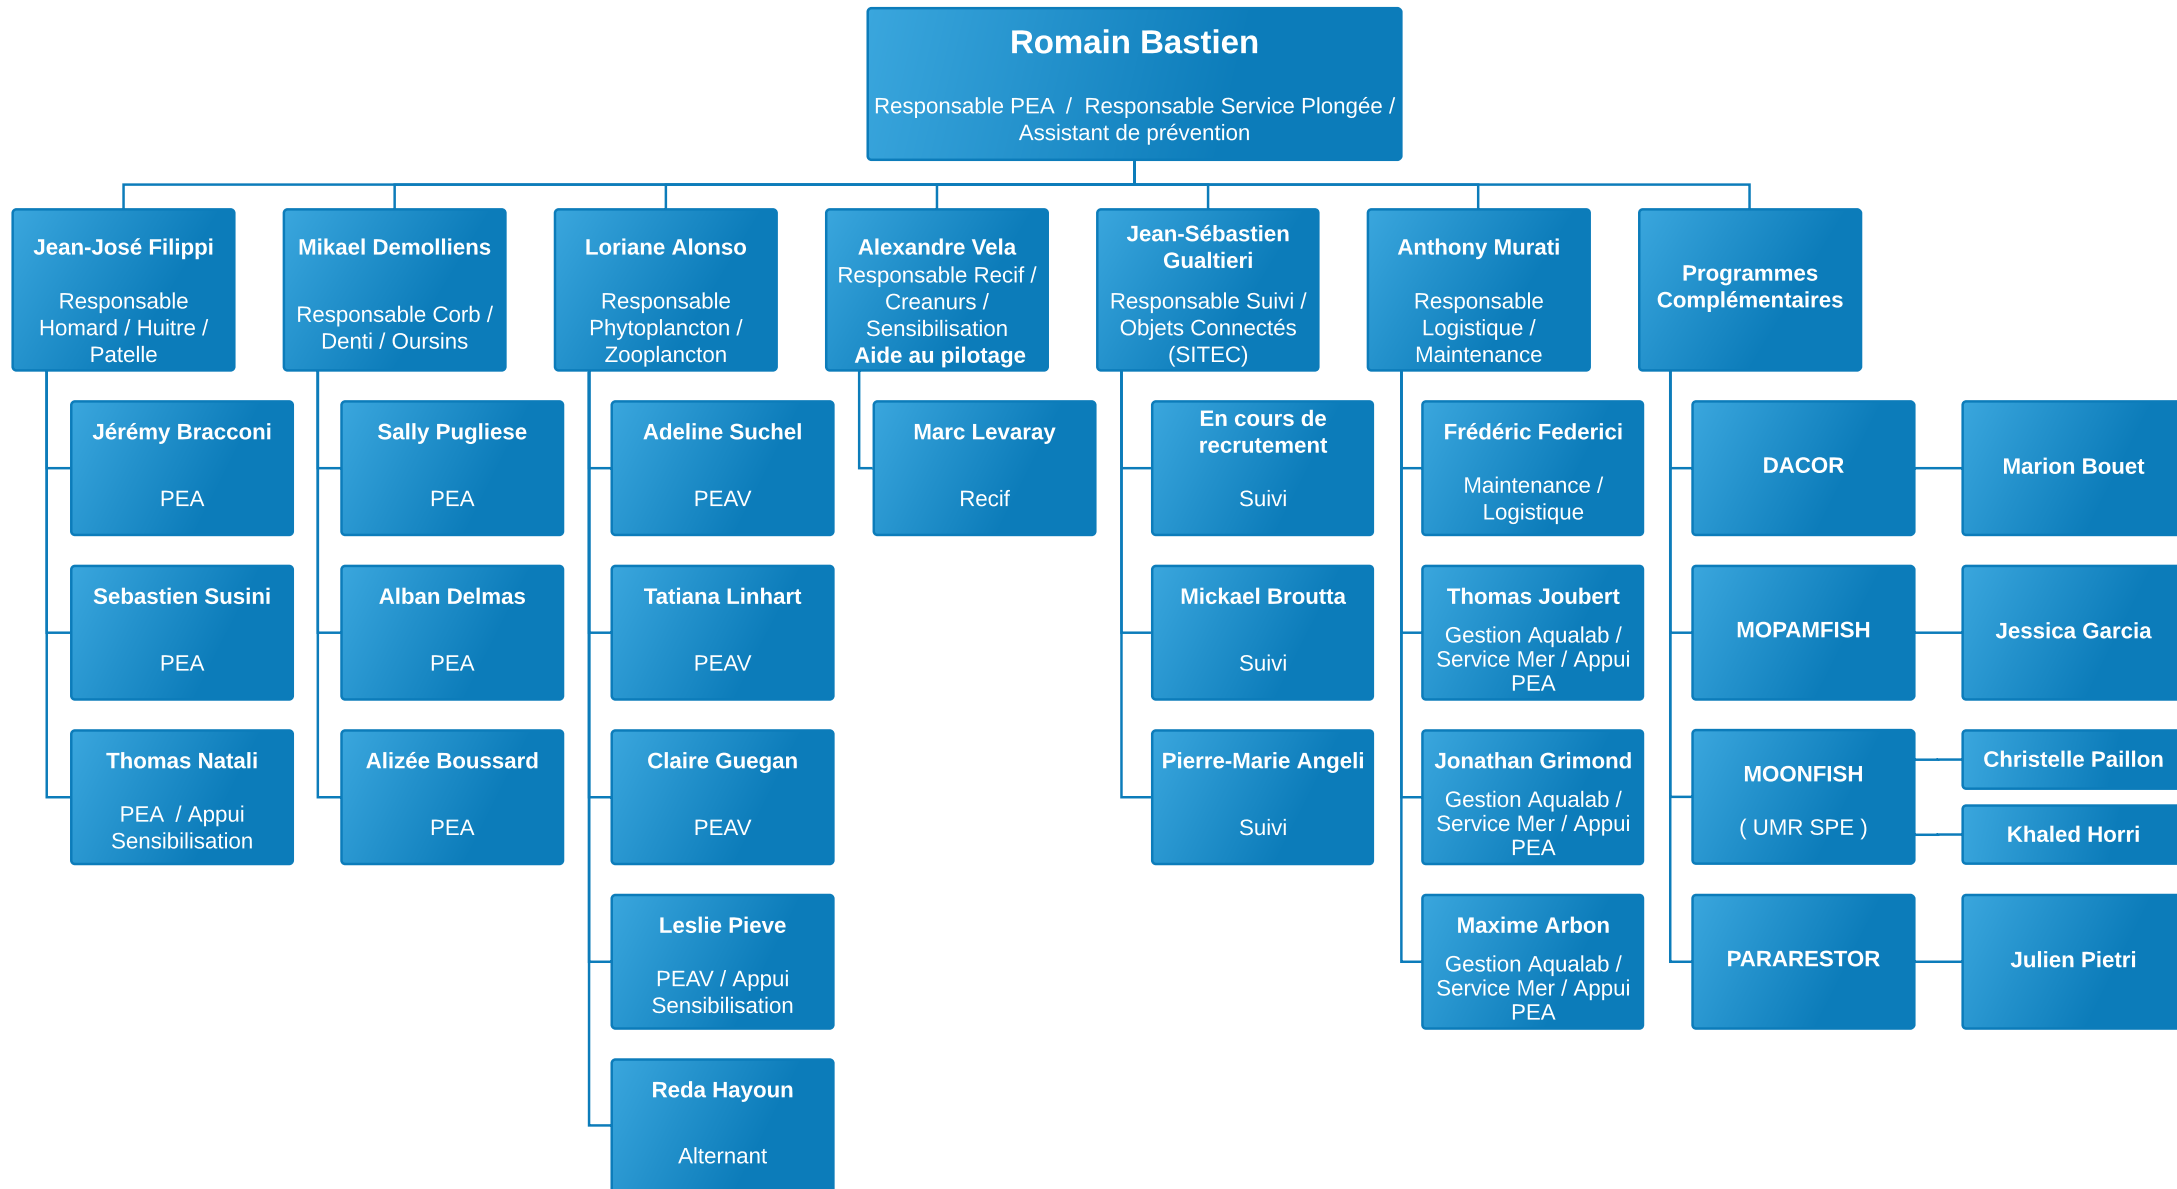 Romain Bastien
Responsable PEA / Responsable Service Plongée /
Assistant de prévention
Jean-José Filippi
Responsable
Homard / Huitre /
Patelle
Mikael Demolliens
Responsable Corb /
Denti / Oursins
Loriane Alonso
Responsable
Phytoplancton /
Zooplancton
Alexandre Vela
Responsable Recif /
Creanurs /
Sensibilisation
Aide au pilotage
Jean-Sébastien
Gualtieri
Responsable Suivi /
Objets Connectés
(SITEC)
Anthony Murati
Responsable
Logistique /
Maintenance
Programmes
Complémentaires
Jérémy Bracconi
PEA
Sebastien Susini
PEA
Thomas Natali
PEA / Appui
Sensibilisation
Sally Pugliese
PEA
Alban Delmas
PEA
Alizée Boussard
PEA
Adeline Suchel
PEAV
Tatiana Linhart
PEAV
Claire Guegan
PEAV
Leslie Pieve
PEAV / Appui
Sensibilisation
Reda Hayoun
Alternant
Marc Levaray
Recif
En cours de
recrutement
Suivi
Mickael Broutta
Suivi
Pierre-Marie Angeli
Suivi
Frédéric Federici
Maintenance /
Logistique
Thomas Joubert
Gestion Aqualab /
Service Mer / Appui
PEA
Jonathan Grimond
Gestion Aqualab /
Service Mer / Appui
PEA
Maxime Arbon
Gestion Aqualab /
Service Mer / Appui
PEA
DACOR
Marion Bouet
MOPAMFISH
Jessica Garcia
MOONFISH
( UMR SPE )
Christelle Paillon
Khaled Horri
PARARESTOR
Julien Pietri